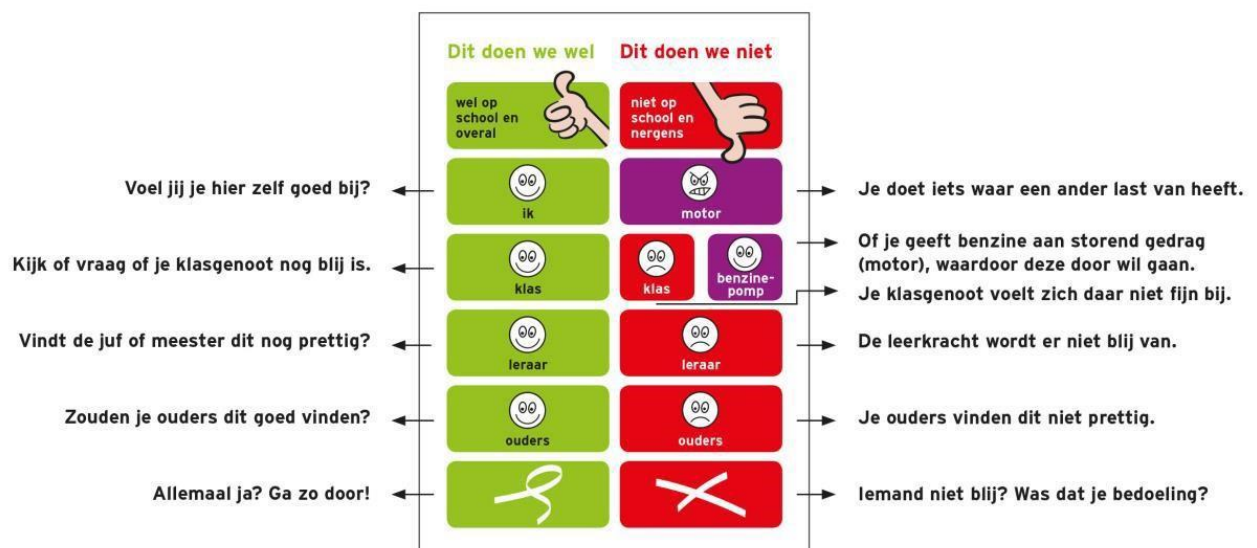 Dit doen we wel
Dit doen we niet
wel op
school en
overal
niet op
school en
nergens
Voel jij je hier zelf goed bij?
ik
motor
Je doet iets waar een ander last van heeft.
Kijk of vraag of je klasgenoot nog blij is.
klas
klas
benzine-
pomp
Of je geeft benzine aan storend gedrag
(motor), waardoor deze door wil gaan.
Je klasgenoot voelt zich daar niet fijn bij.
Vindt de juf of meester dit nog prettig?
leraar
leraar
De leerkracht wordt er niet blij van.
Zouden je ouders dit goed vinden?
ouders
ouders
Je ouders vinden dit niet prettig.
Allemaal ja? Ga zo door!
Iemand niet blij? Was dat je bedoeling?